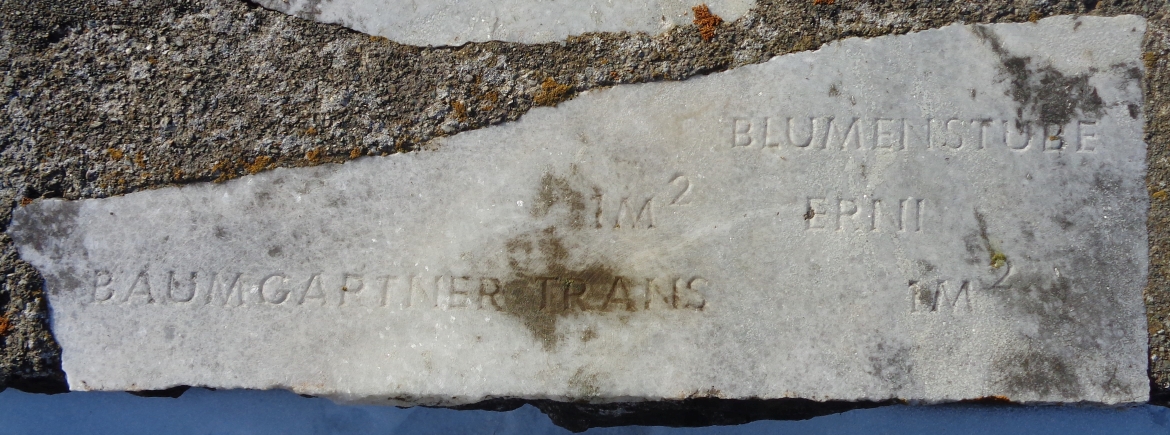 BLUMENSTUBE
ERNI
1M²
1M²
BAUMGARTNER TRANS